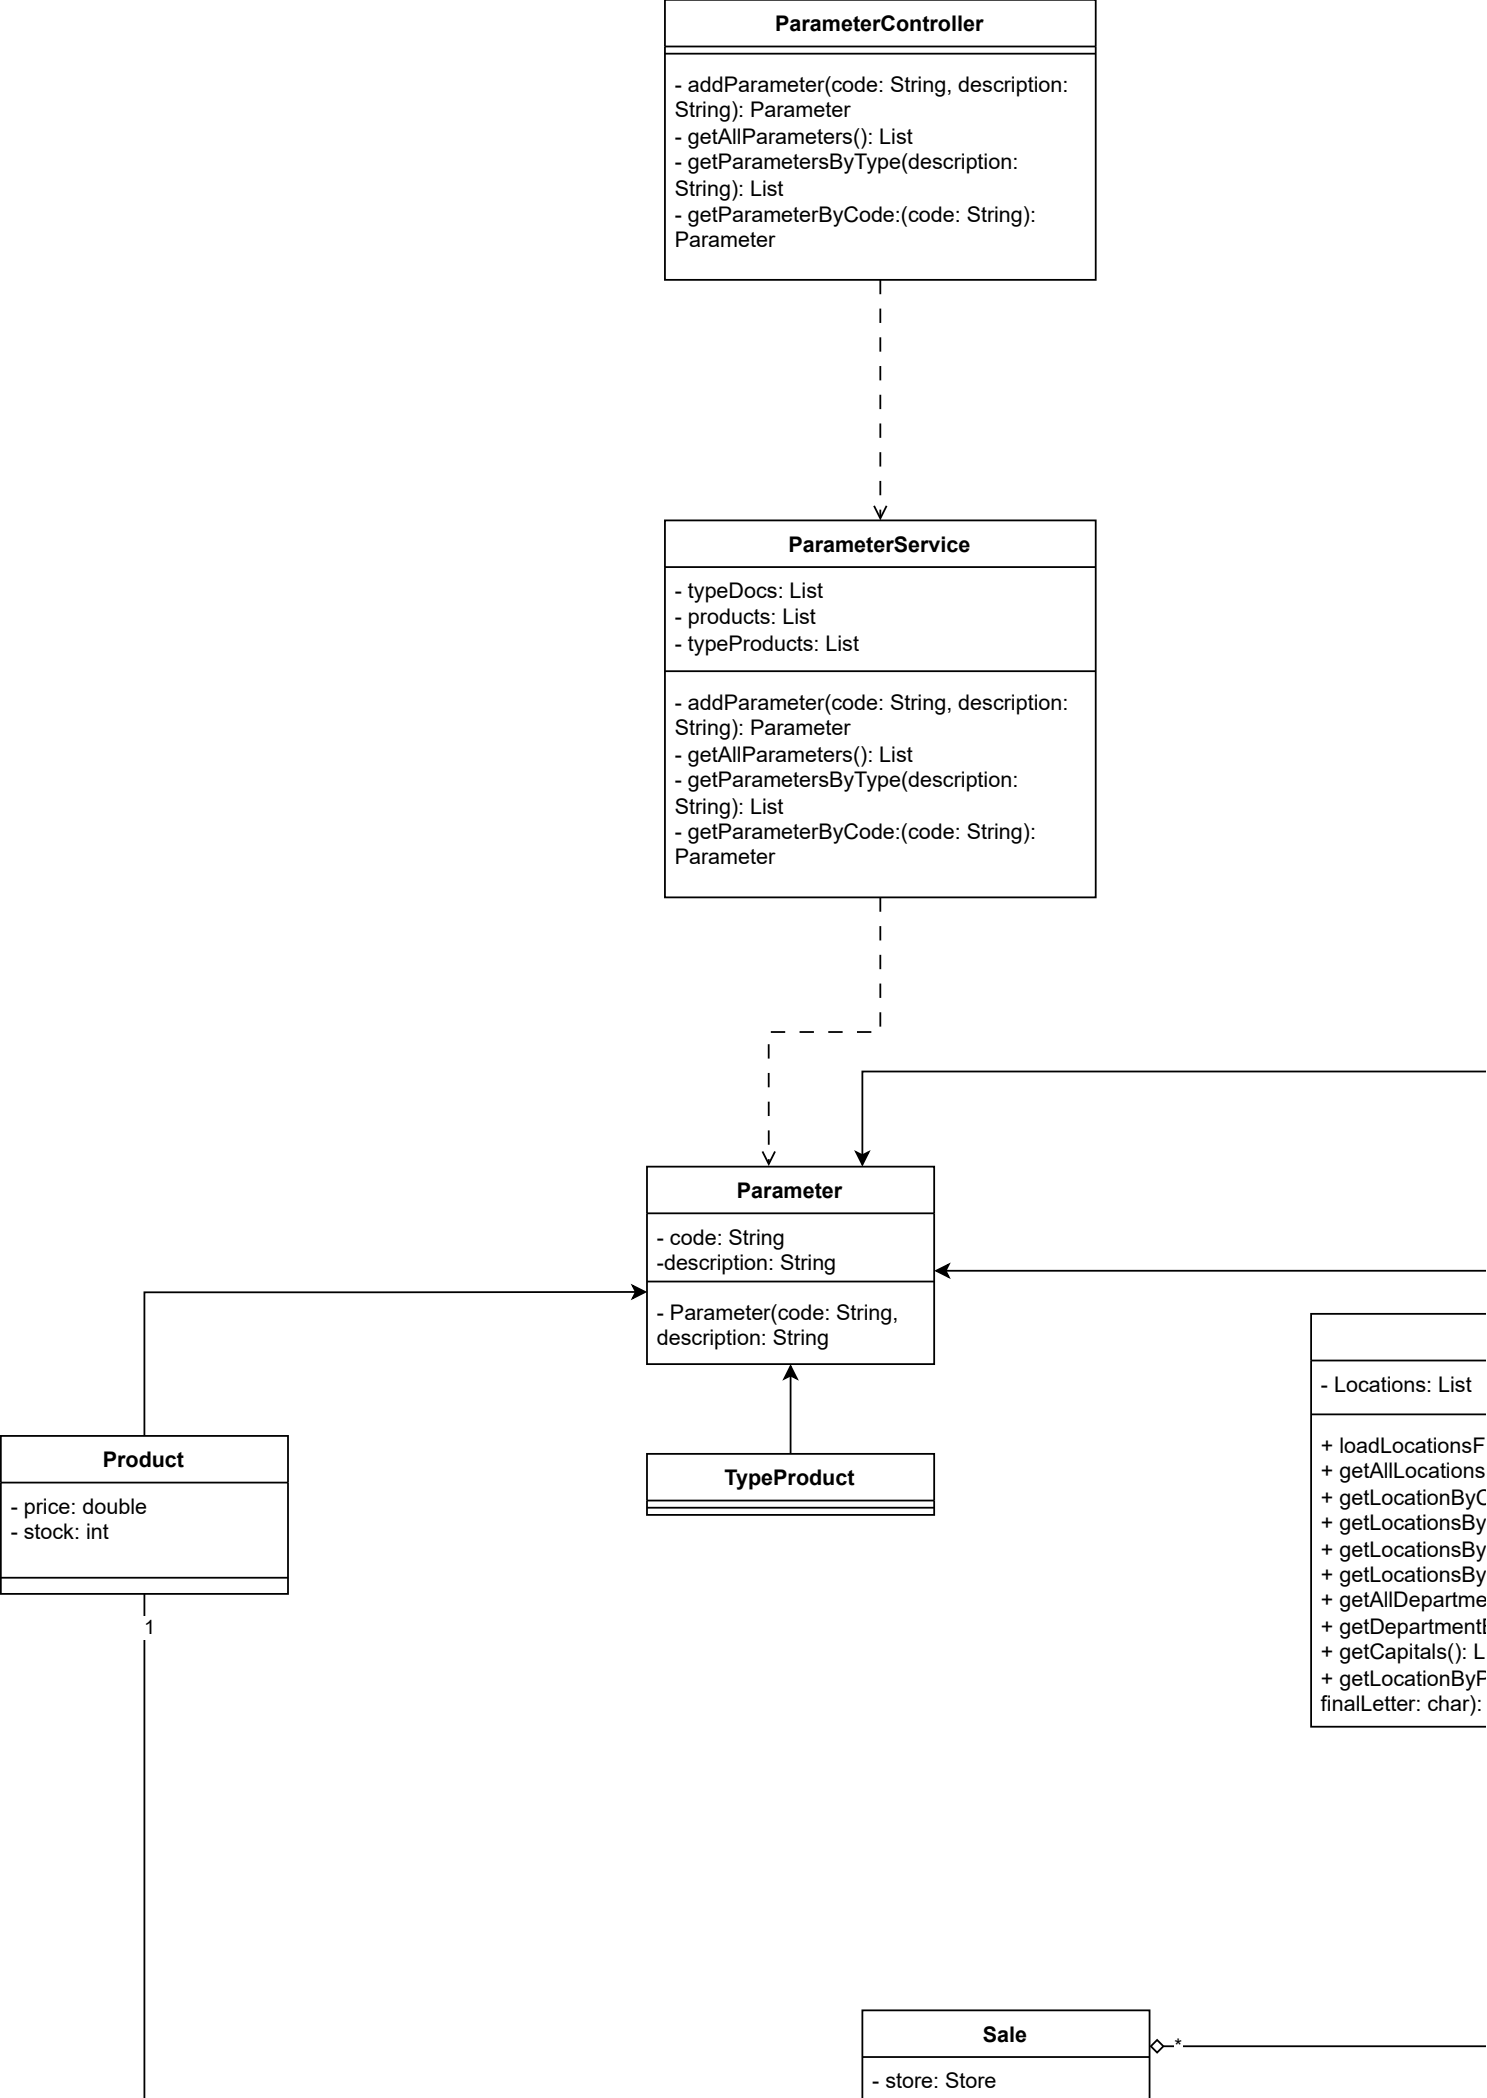 ParameterController
- addParameter(code: String, description:
String): Parameter
- getAllParameters(): List
- getParametersByType(description:
String): List
- getParameterByCode:(code: String):
Parameter
ParameterService
- typeDocs: List
- products: List
- typeProducts: List
- addParameter(code: String, description:
String): Parameter
- getAllParameters(): List
- getParametersByType(description:
String): List
- getParameterByCode:(code: String):
Parameter
Parameter
- code: String
-description: String
- Parameter(code: String,
description: String
TypeProduct
Product
- price: double
- stock: int
1
- Locations: List
+ loadLocationsF
+ getAllLocations
+ getLocationByC
+ getLocationsBy
+ getLocationsBy
+ getLocationsBy
+ getAllDepartme
+ getDepartment
+ getCapitals(): L
+ getLocationByP
finalLetter: char):
Sale
*
- store: Store